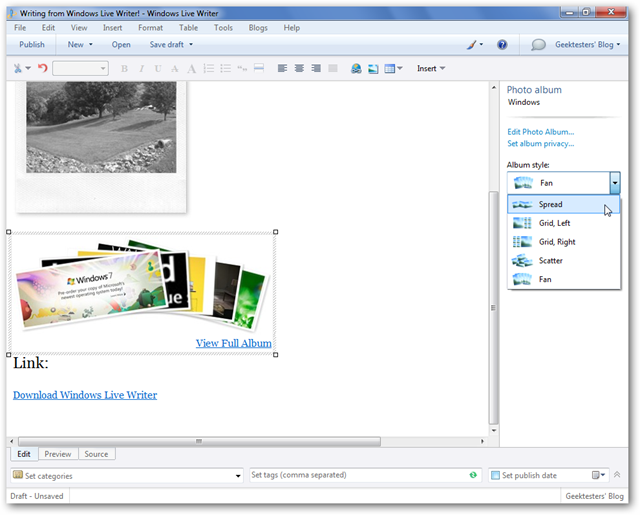 Writing from Windows Live Writer! - Windows Live Writer
File Edit View Insert Format Table Tools Blogs Help
Publish New Open Save draft Geektesters' Blog
B I U A A Insert
Photo album
Windows
Edit Photo Album...
Set album privacy...
Album style:
Fan
Spread
Grid, Left
Grid, Right
Scatter
Fan
Windows 7
Pre-order your copy of Microsoft's
newest operating system today!
View Full Album
Link:
Download Windows Live Writer
Edit Preview Source
Set categories Set tags (comma separated) Set publish date
Draft - Unsaved Geektesters' Blog